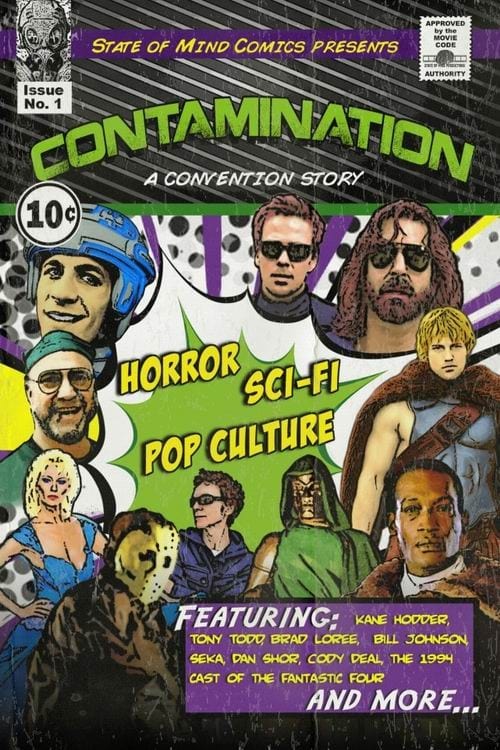 STATE OF MIND COMICS PRESENTS
APPROVED
by the
MOVIE
CODE
AUTHORITY
Issue
No. 1
CONTAMINATION
A CONVENTION STORY
10¢
HORROR
SCI-FI
POP CULTURE
FEATURING: KANE HODDER,
TONY TODD, BRAD LOREE, BILL JOHNSON,
SEKA, DAN SHOR, CODY DEAL, THE 1994
CAST OF THE FANTASTIC FOUR
AND MORE...